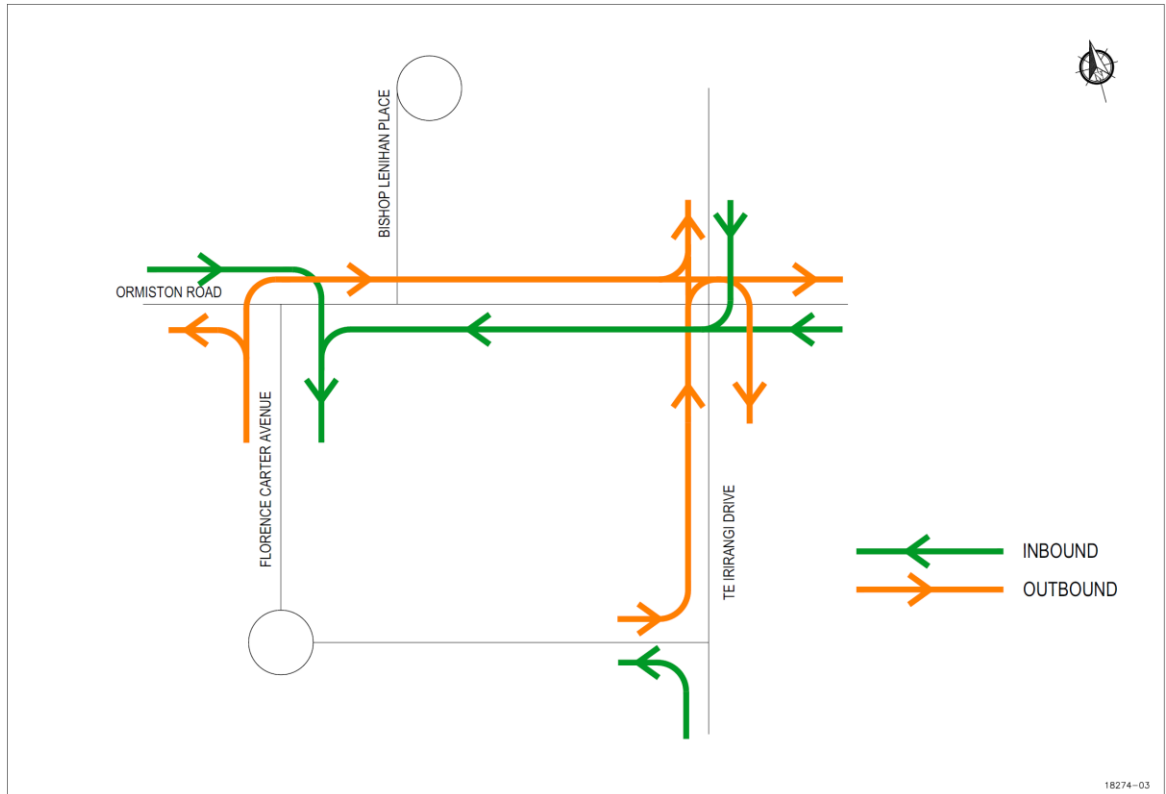 BISHOP LENIHAN PLACE
ORMISTON ROAD
FLORENCE CARTER AVENUE
TE IRIRANGI DRIVE
INBOUND
OUTBOUND
18274-03